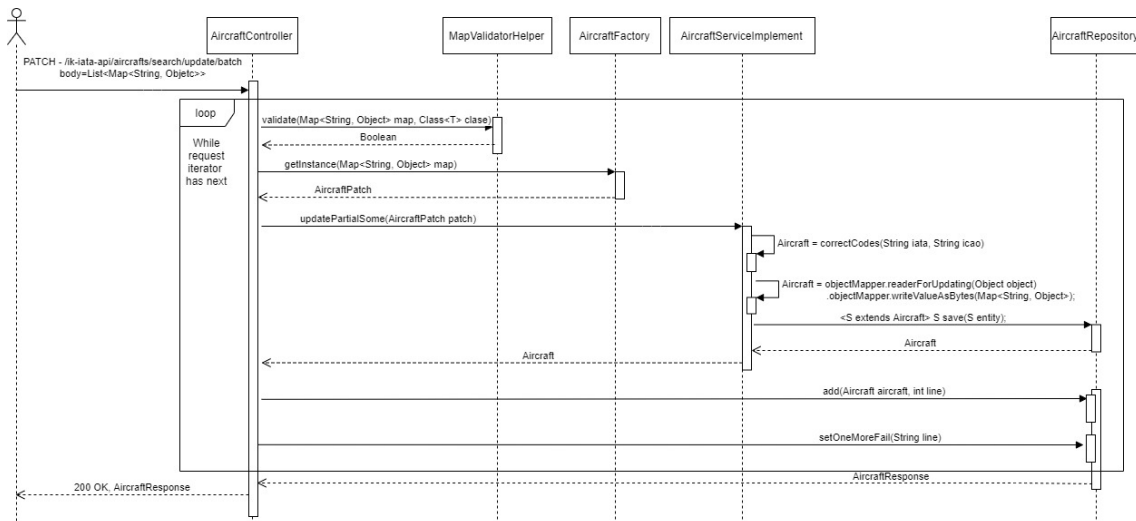 AircraftController
MapValidatorHelper
AircraftFactory
AircraftServiceImplement
AircraftRepository
PATCH - /ik-iata-api/aircrafts/search/update/batch
body=List<Map<String, Objetc>>
loop
While
request
iterator
has next
validate(Map<String, Object> map, Class<T> clase)
Boolean
getInstance(Map<String, Object> map)
AircraftPatch
updatePartialSome(AircraftPatch patch)
Aircraft = correctCodes(String iata, String icao)
Aircraft = objectMapper.readerForUpdating(Object object)
.objectMapper.writeValueAsBytes(Map<String, Object>);
<S extends Aircraft> S save(S entity);
Aircraft
Aircraft
add(Aircraft aircraft, int line)
setOneMoreFail(String line)
AircraftResponse
200 OK, AircraftResponse